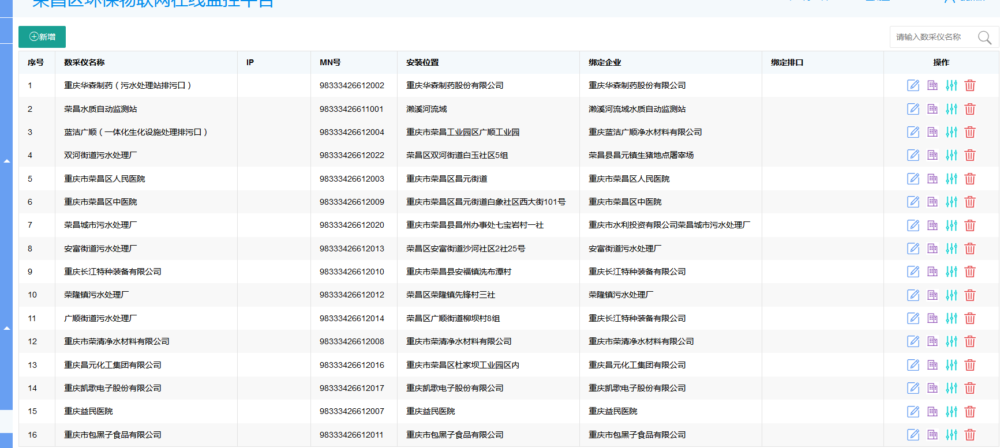 荣昌区环保物联网在线监控平台
新增
请输入数采仪名称
序号 数采仪名称 IP MN号 安装位置 绑定企业 绑定排口 操作
1 重庆华森制药（污水处理站排污口） 98333426612002 重庆华森制药股份有限公司 重庆华森制药股份有限公司
2 荣昌水质自动监测站 98333426611001 濑溪河流域 濑溪河流域水质自动监测站
3 蓝洁广顺（一体化生化设施处理排污口） 98333426612004 重庆市荣昌工业园区广顺工业园 重庆蓝洁广顺净水材料有限公司
4 双河街道污水处理厂 98333426612022 荣昌区双河街道白玉社区5组 荣昌县昌元镇生猪地点屠宰场
5 重庆市荣昌区人民医院 98333426612003 重庆市荣昌区昌元街道 重庆市荣昌区人民医院
6 重庆市荣昌区中医院 98333426612009 重庆市荣昌区昌元街道白象社区西大街101号 重庆市荣昌区中医院
7 荣昌城市污水处理厂 98333426612020 重庆市荣昌县昌州办事处七宝岩村一社 重庆市水利投资有限公司荣昌城市污水处理厂
8 安富街道污水处理厂 98333426612013 荣昌区安富街道沙河社区2社25号 安富街道污水处理厂
9 重庆长江特种装备有限公司 98333426612010 重庆市荣昌县安福镇洗布潭村 重庆长江特种装备有限公司
10 荣隆镇污水处理厂 98333426612012 荣昌区荣隆镇先锋村三社 荣隆镇污水处理厂
11 广顺街道污水处理厂 98333426612014 荣昌区广顺街道柳坝村8组 重庆长江特种装备有限公司
12 重庆市荣清净水材料有限公司 98333426612008 重庆市荣清净水材料有限公司 重庆市荣清净水材料有限公司
13 重庆昌元化工集团有限公司 98333426612016 重庆市荣昌区杜家坝工业园区内 重庆昌元化工集团有限公司
14 重庆凯歌电子股份有限公司 98333426612017 重庆凯歌电子股份有限公司 重庆凯歌电子股份有限公司
15 重庆益民医院 98333426612007 重庆益民医院 重庆益民医院
16 重庆市包黑子食品有限公司 98333426612011 重庆市包黑子食品有限公司 重庆市包黑子食品有限公司